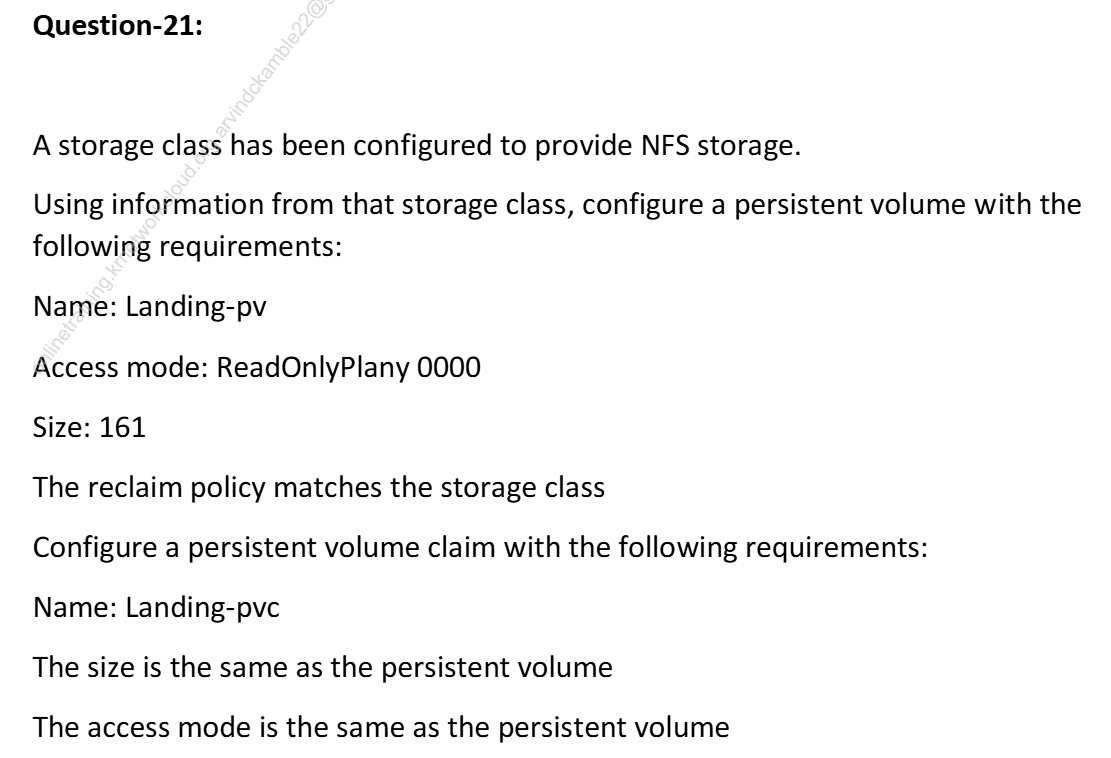 Question-21:
A storage class has been configured to provide NFS storage.
Using information from that storage class, configure a persistent volume with the
following requirements:
Name: Landing-pv
Access mode: ReadOnlyPlany 0000
Size: 161
The reclaim policy matches the storage class
Configure a persistent volume claim with the following requirements:
Name: Landing-pvc
The size is the same as the persistent volume
The access mode is the same as the persistent volume